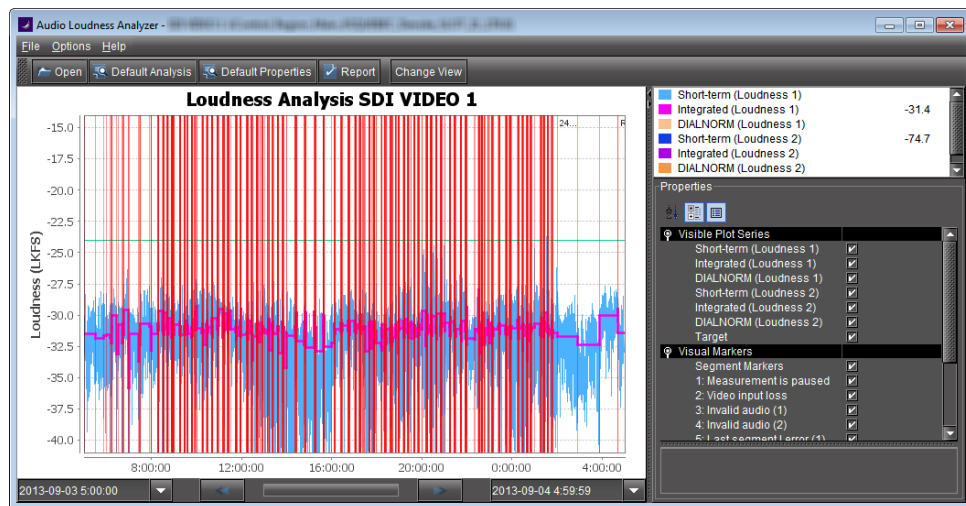 Audio Loudness Analyzer -
File Options Help
Open Default Analysis Default Properties Report Change View
Loudness Analysis SDI VIDEO 1
Loudness (LKFS)
-15.0
-17.5
-20.0
-22.5
-25.0
-27.5
-30.0
-32.5
-35.0
-37.5
-40.0
24...
R
8:00:00 12:00:00 16:00:00 20:00:00 0:00:00 4:00:00
2013-09-03 5:00:00
2013-09-04 4:59:59
Short-term (Loudness 1)
Integrated (Loudness 1) -31.4
DIALNORM (Loudness 1)
Short-term (Loudness 2) -74.7
Integrated (Loudness 2)
DIALNORM (Loudness 2)
Properties
Visible Plot Series
Short-term (Loudness 1)
Integrated (Loudness 1)
DIALNORM (Loudness 1)
Short-term (Loudness 2)
Integrated (Loudness 2)
DIALNORM (Loudness 2)
Target
Visual Markers
Segment Markers
1: Measurement is paused
2: Video input loss
3: Invalid audio (1)
4: Invalid audio (2)
5: Last segment I error (1)